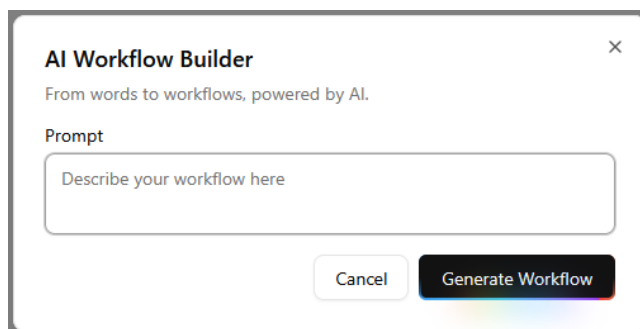 AI Workflow Builder
From words to workflows, powered by AI.
Prompt
Describe your workflow here
Cancel
Generate Workflow